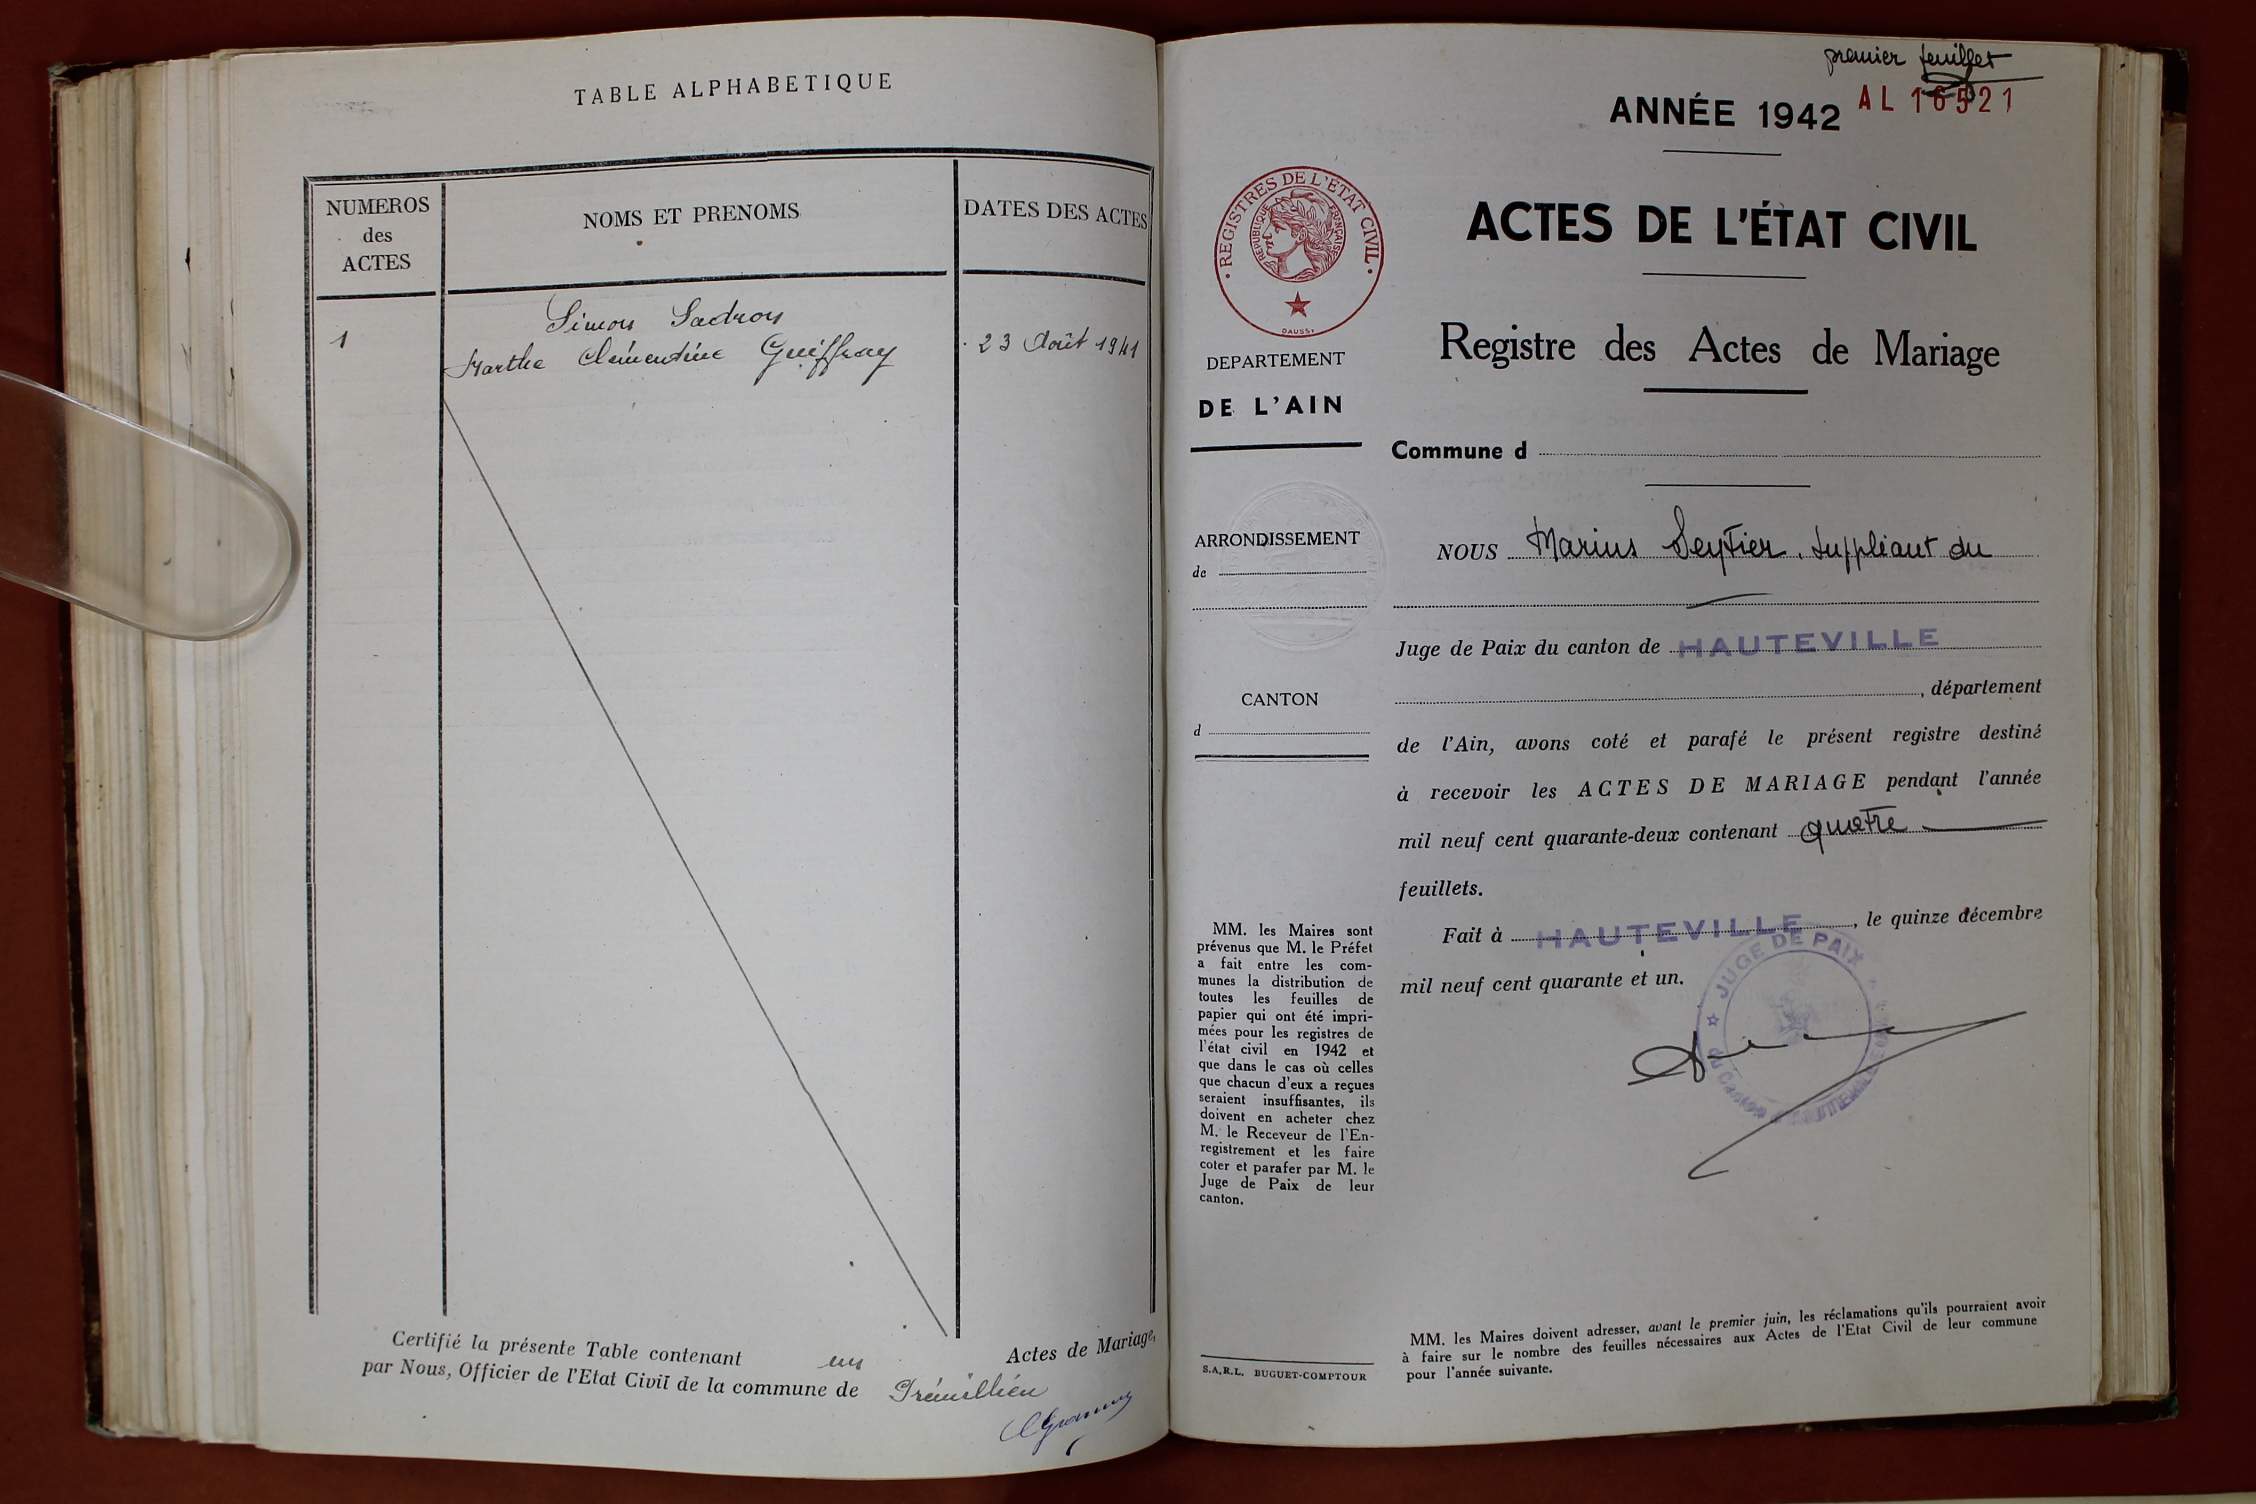 TABLE ALPHABETIQUE
NUMEROS
des
ACTES
NOMS ET PRENOMS
DATES DES ACTES
1
Simon Sadron
Marthe Clémentine Guiffray
23 Août 1941
Certifié la présente Table contenant un Actes de Mariage,
par Nous, Officier de l'Etat Civil de la commune de Prémillieu
premier feuillet
AL 16521
ANNÉE 1942
ACTES DE L'ÉTAT CIVIL
Registre des Actes de Mariage
REGISTRES DE L'ÉTAT CIVIL
RÉPUBLIQUE FRANÇAISE
DAUSSY
DEPARTEMENT
DE L'AIN
ARRONDISSEMENT
de
CANTON
d
MM. les Maires sont
prévenus que M. le Préfet
a fait entre les com-
munes la distribution de
toutes les feuilles de
papier qui ont été impri-
mées pour les registres de
l'état civil en 1942 et
que dans le cas où celles
que chacun d'eux a reçues
seraient insuffisantes, ils
doivent en acheter chez
M. le Receveur de l'En-
registrement et les faire
coter et parafer par M. le
Juge de Paix de leur
canton.
S.A.R.L. BUGUET-COMPTOUR
Commune d
NOUS Marius Seytier, suppléant du
Juge de Paix du canton de HAUTEVILLE
, département
de l'Ain, avons coté et parafé le présent registre destiné
à recevoir les ACTES DE MARIAGE pendant l'année
mil neuf cent quarante-deux contenant quatre
feuillets.
Fait à HAUTEVILLE, le quinze décembre
mil neuf cent quarante et un.
JUGE DE PAIX
MM. les Maires doivent adresser, avant le premier juin, les réclamations qu'ils pourraient avoir
à faire sur le nombre des feuilles nécessaires aux Actes de l'Etat Civil de leur commune
pour l'année suivante.